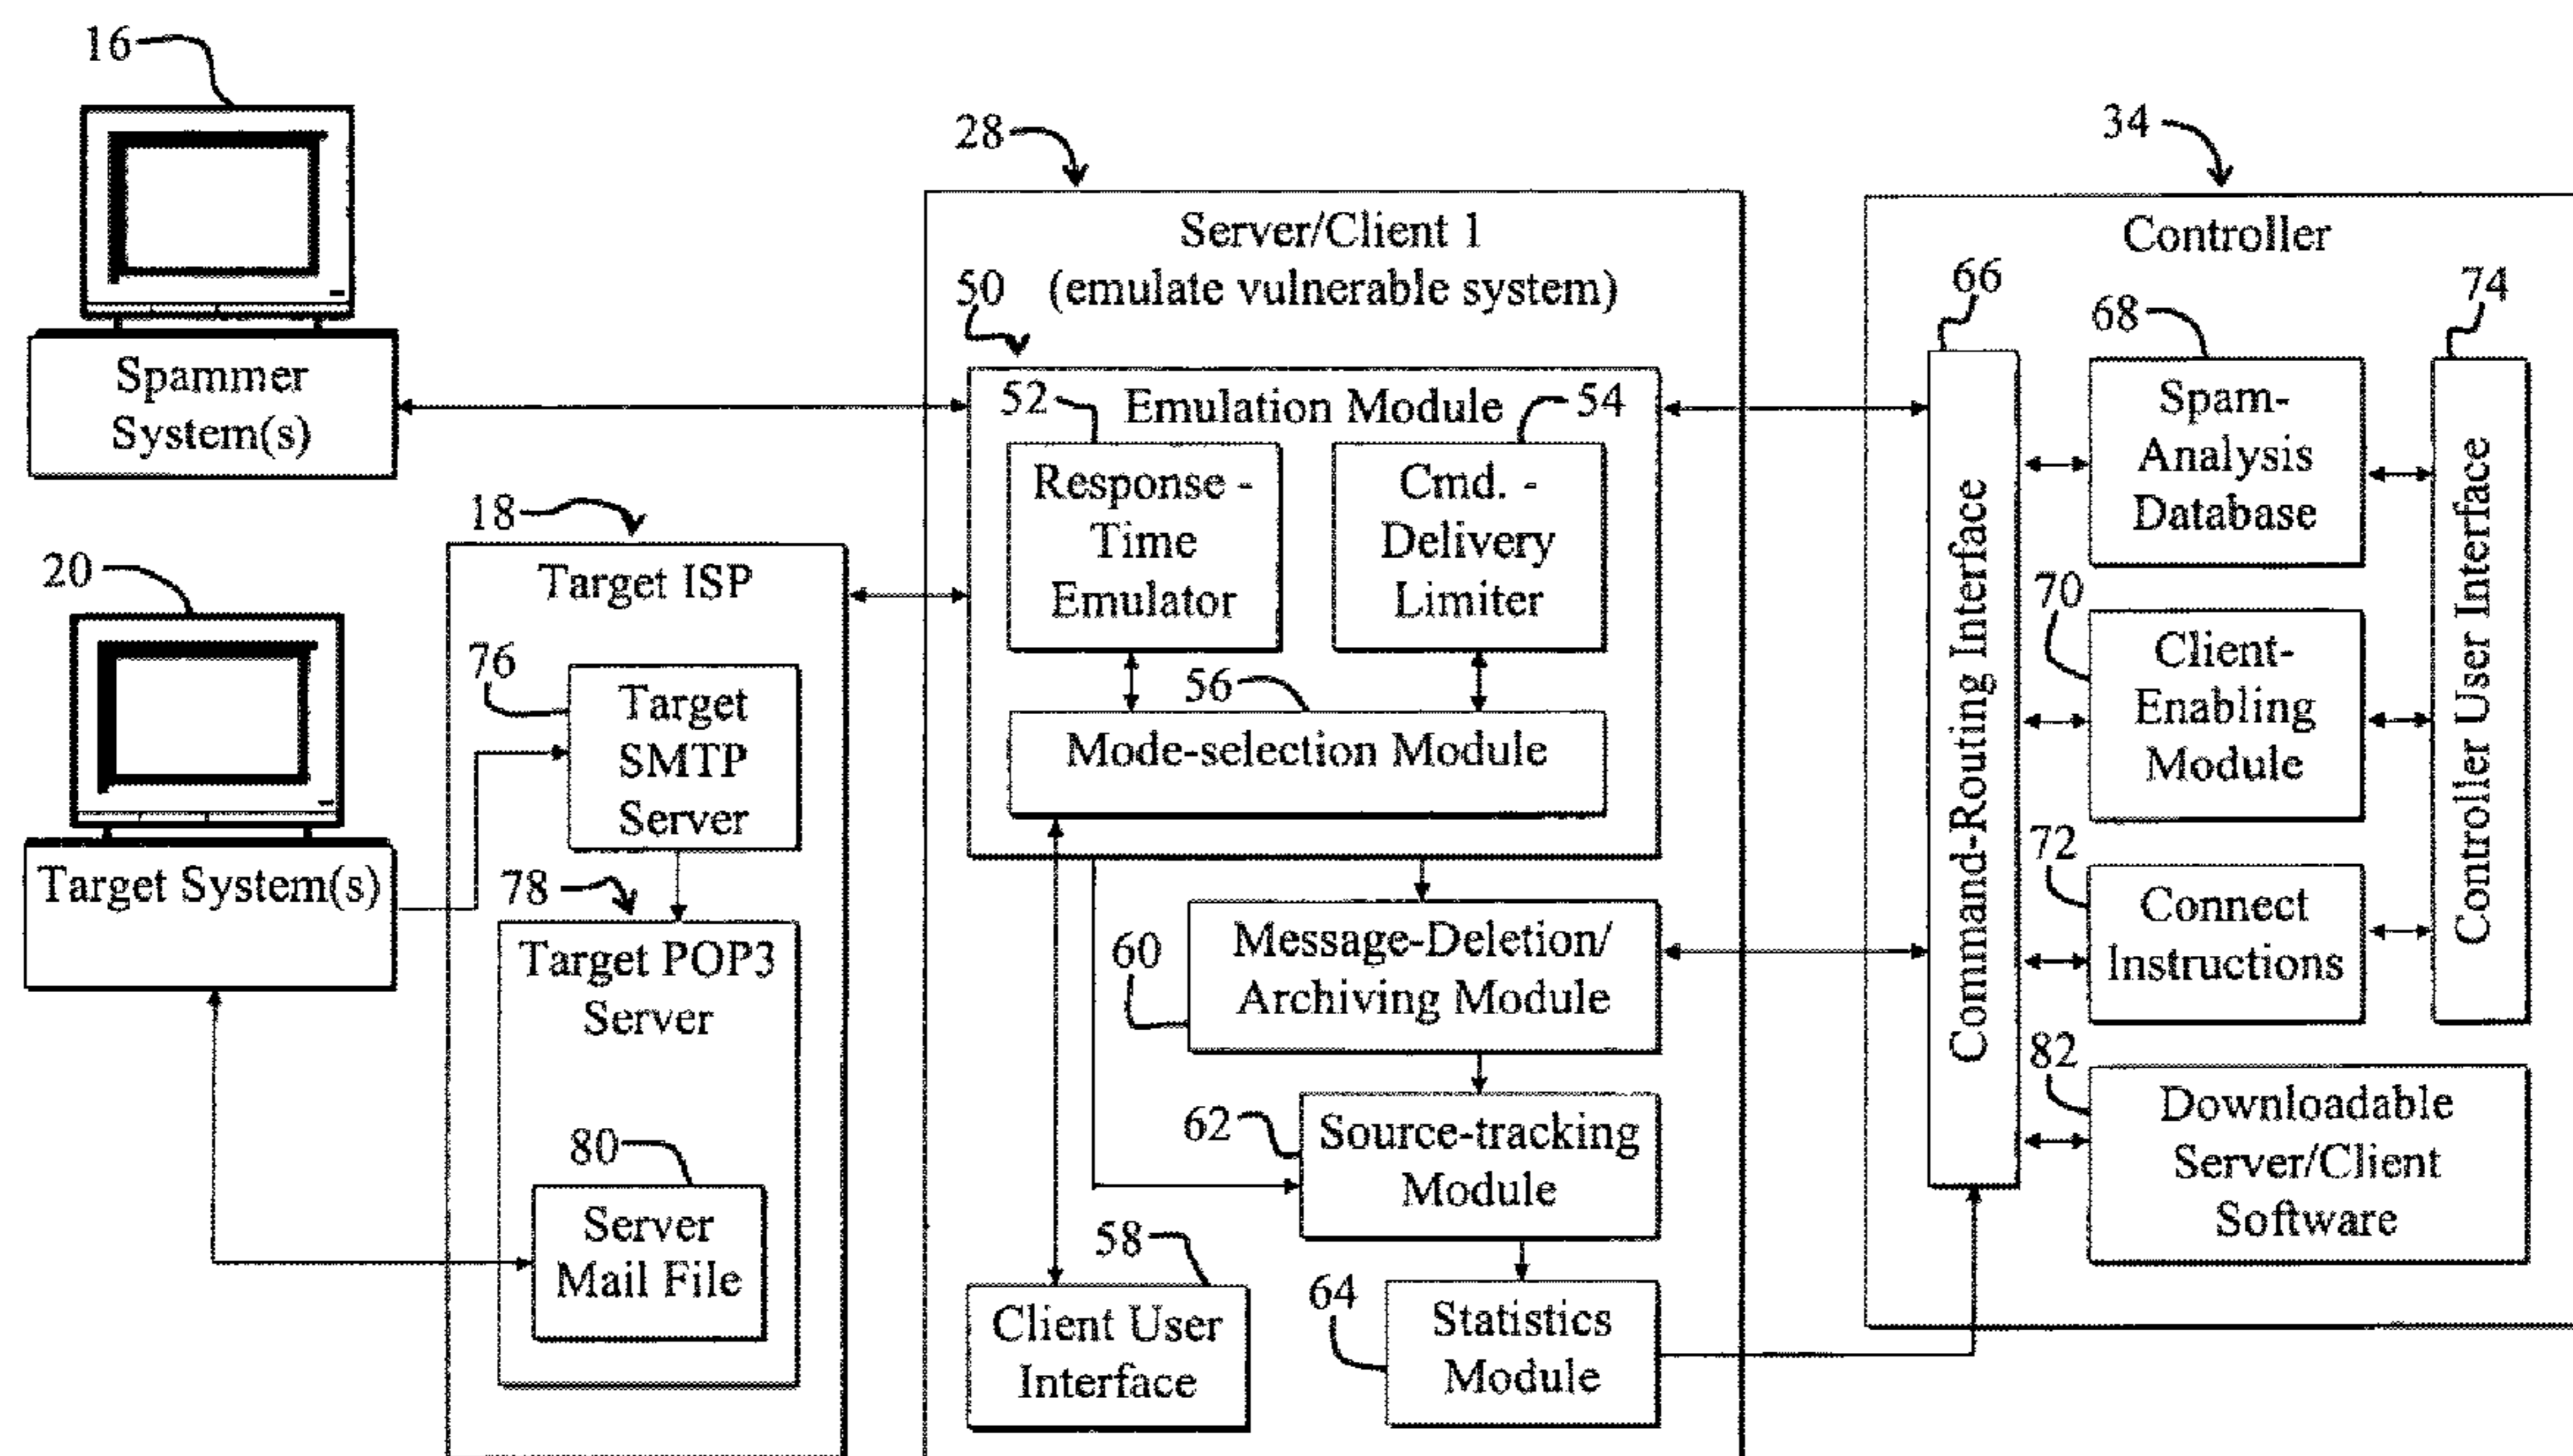 16
Spammer
System(s)
20
Target System(s)
18
Target ISP
76
Target
SMTP
Server
78
Target POP3
Server
80
Server
Mail File
28
Server/Client 1
(emulate vulnerable system)
50
Emulation Module
52
Response -
Time
Emulator
54
Cmd. -
Delivery
Limiter
56
Mode-selection Module
60
Message-Deletion/
Archiving Module
62
Source-tracking
Module
58
Client User
Interface
64
Statistics
Module
34
Controller
66
Command-Routing Interface
68
Spam-
Analysis
Database
70
Client-
Enabling
Module
72
Connect
Instructions
74
Controller User Interface
82
Downloadable
Server/Client
Software